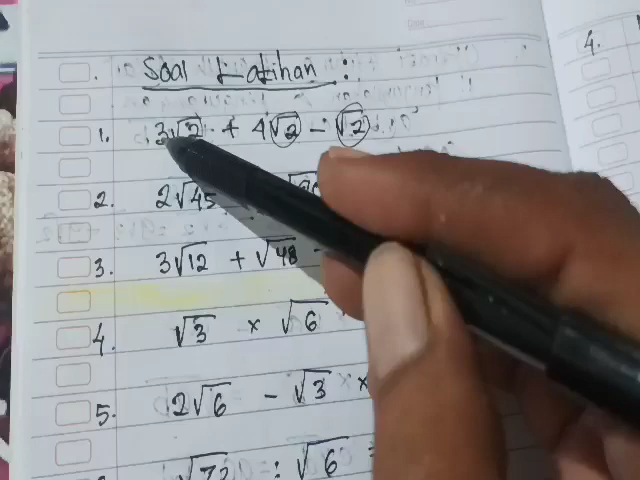 Soal Latihan :
4.
1. 3√2 + 4√2 − √2
2. 2√45
3. 3√12 + √48 −
4. √3 × √6
5. 2√6 − √3 ×
√72 : √6 =